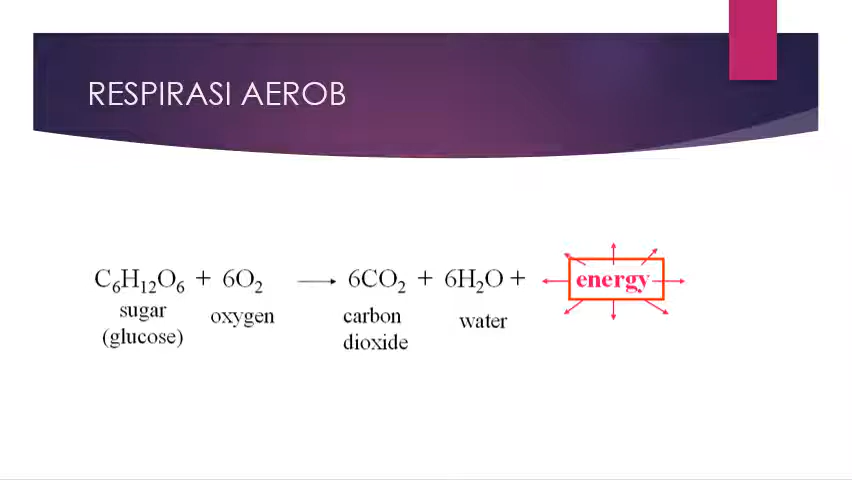 RESPIRASI AEROB
C₆H₁₂O₆ + 6O₂ ⟶ 6CO₂ + 6H₂O + energy
sugar (glucose)
oxygen
carbon dioxide
water